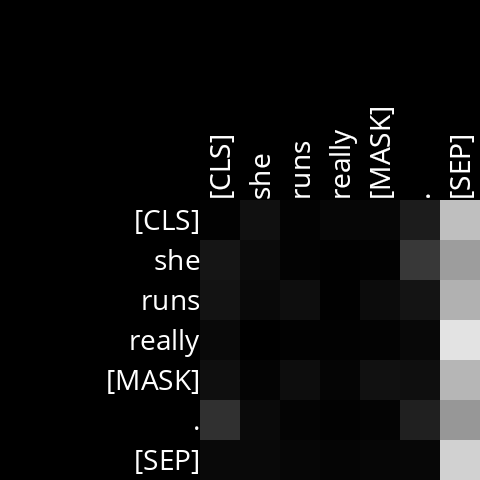 [CLS] she runs really [MASK] . [SEP]
[CLS]
she
runs
really
[MASK]
.
[SEP]